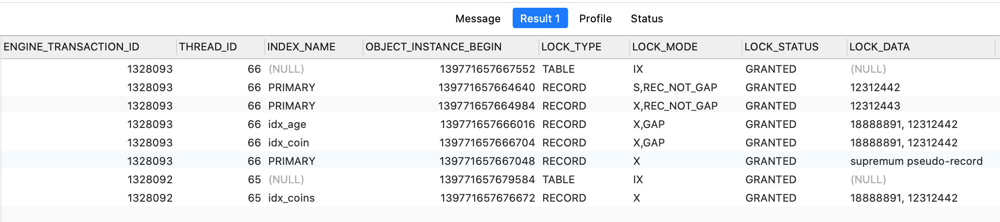 Message Result 1 Profile Status
ENGINE_TRANSACTION_ID THREAD_ID INDEX_NAME OBJECT_INSTANCE_BEGIN LOCK_TYPE LOCK_MODE LOCK_STATUS LOCK_DATA
1328093 66 (NULL) 139771657667552 TABLE IX GRANTED (NULL)
1328093 66 PRIMARY 139771657664640 RECORD S,REC_NOT_GAP GRANTED 12312442
1328093 66 PRIMARY 139771657664984 RECORD X,REC_NOT_GAP GRANTED 12312443
1328093 66 idx_age 139771657666016 RECORD X,GAP GRANTED 18888891, 12312442
1328093 66 idx_coin 139771657666704 RECORD X,GAP GRANTED 18888891, 12312442
1328093 66 PRIMARY 139771657667048 RECORD X GRANTED supremum pseudo-record
1328092 65 (NULL) 139771657679584 TABLE IX GRANTED (NULL)
1328092 65 idx_coins 139771657676672 RECORD X GRANTED 18888891, 12312442